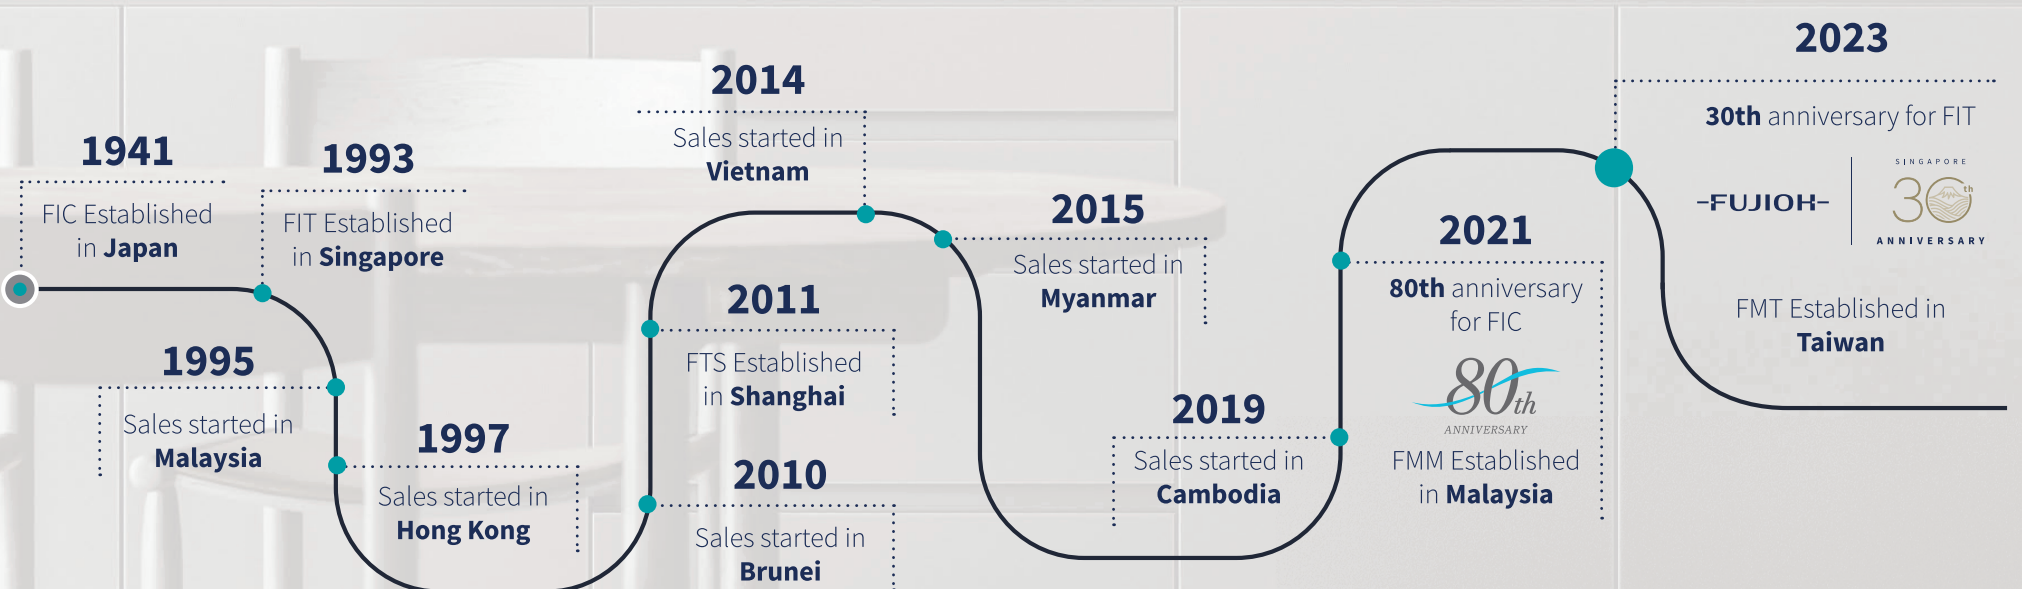 1941
FIC Established
in Japan
1993
FIT Established
in Singapore
1995
Sales started in
Malaysia
1997
Sales started in
Hong Kong
2010
Sales started in
Brunei
2011
FTS Established
in Shanghai
2014
Sales started in
Vietnam
2015
Sales started in
Myanmar
2019
Sales started in
Cambodia
2021
80th anniversary
for FIC
80th
ANNIVERSARY
FMM Established
in Malaysia
2023
30th anniversary for FIT
FUJIOH
SINGAPORE
30th
ANNIVERSARY
FMT Established in
Taiwan